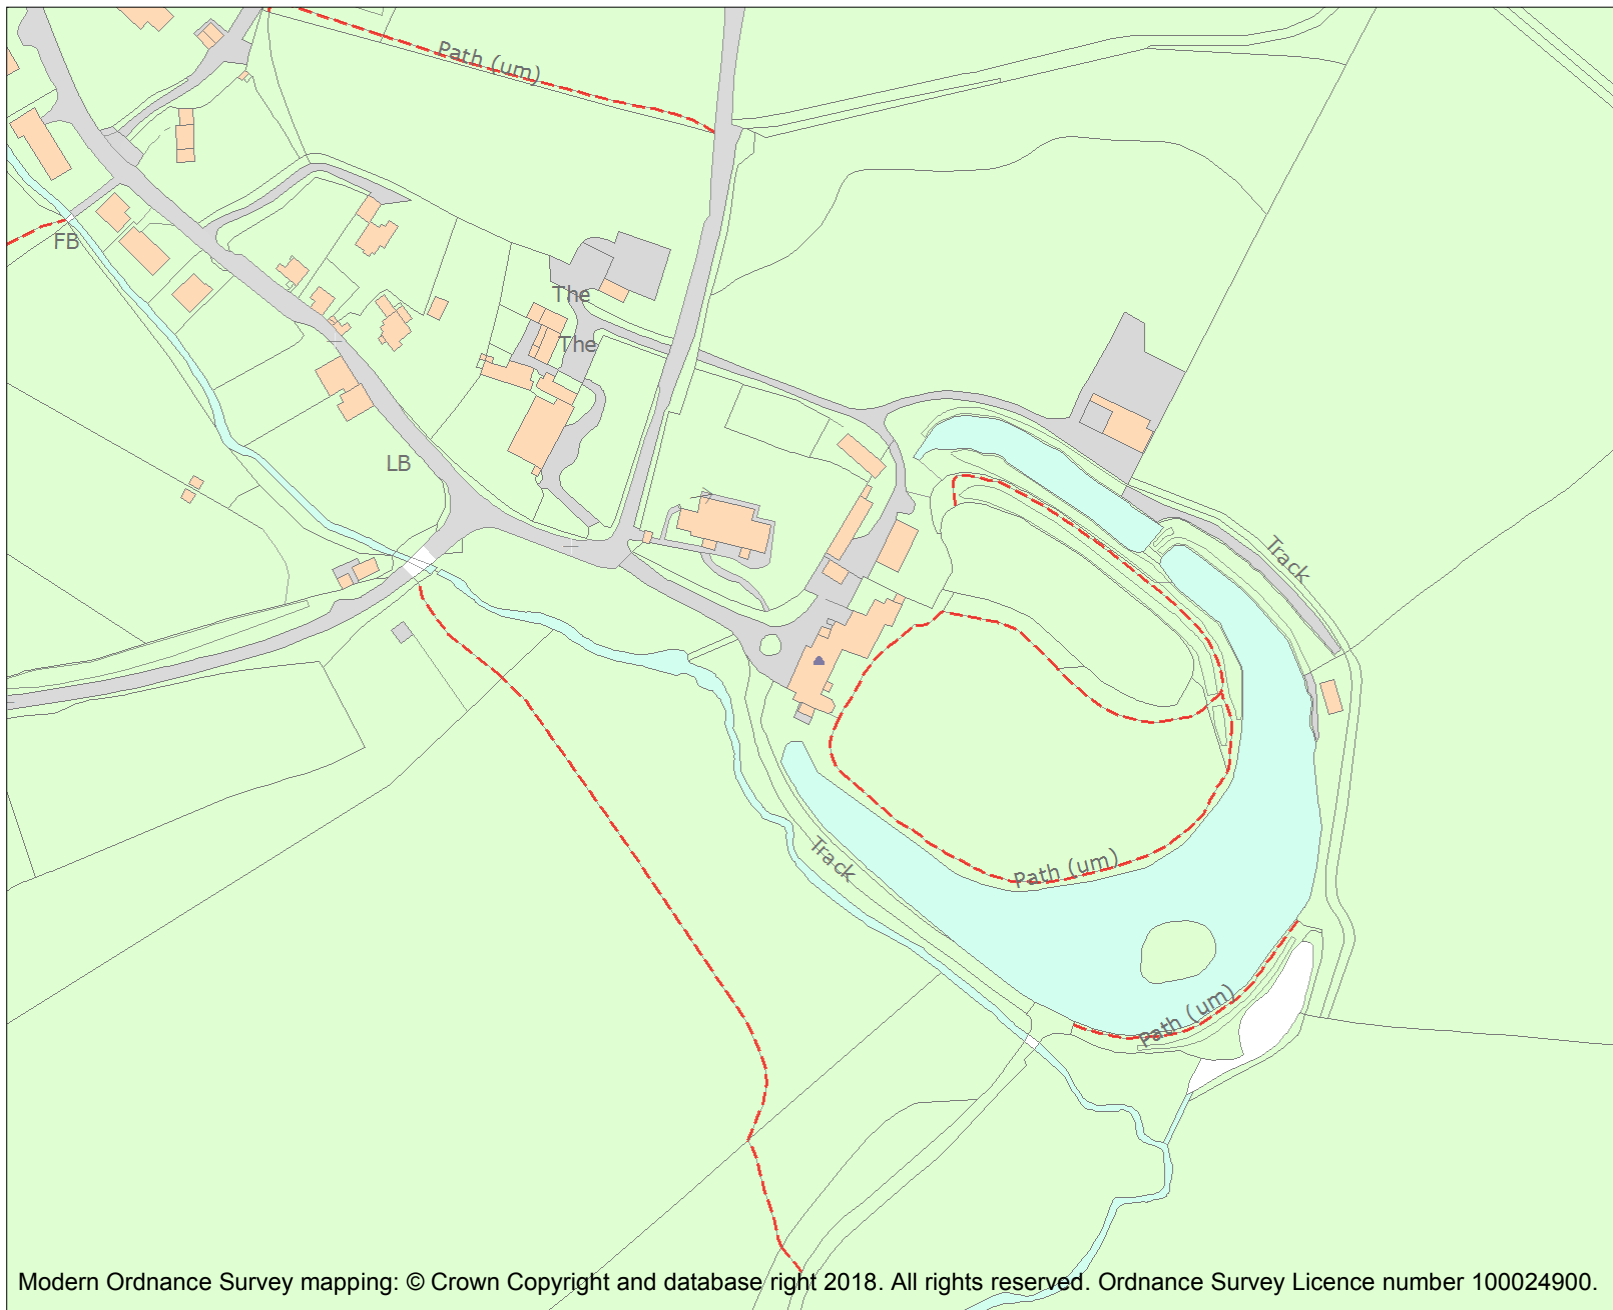 Path (um)
FB
The
The
LB
Track
Track
Path (um)
Path (um)
Modern Ordnance Survey mapping: © Crown Copyright and database right 2018. All rights reserved. Ordnance Survey Licence number 100024900.